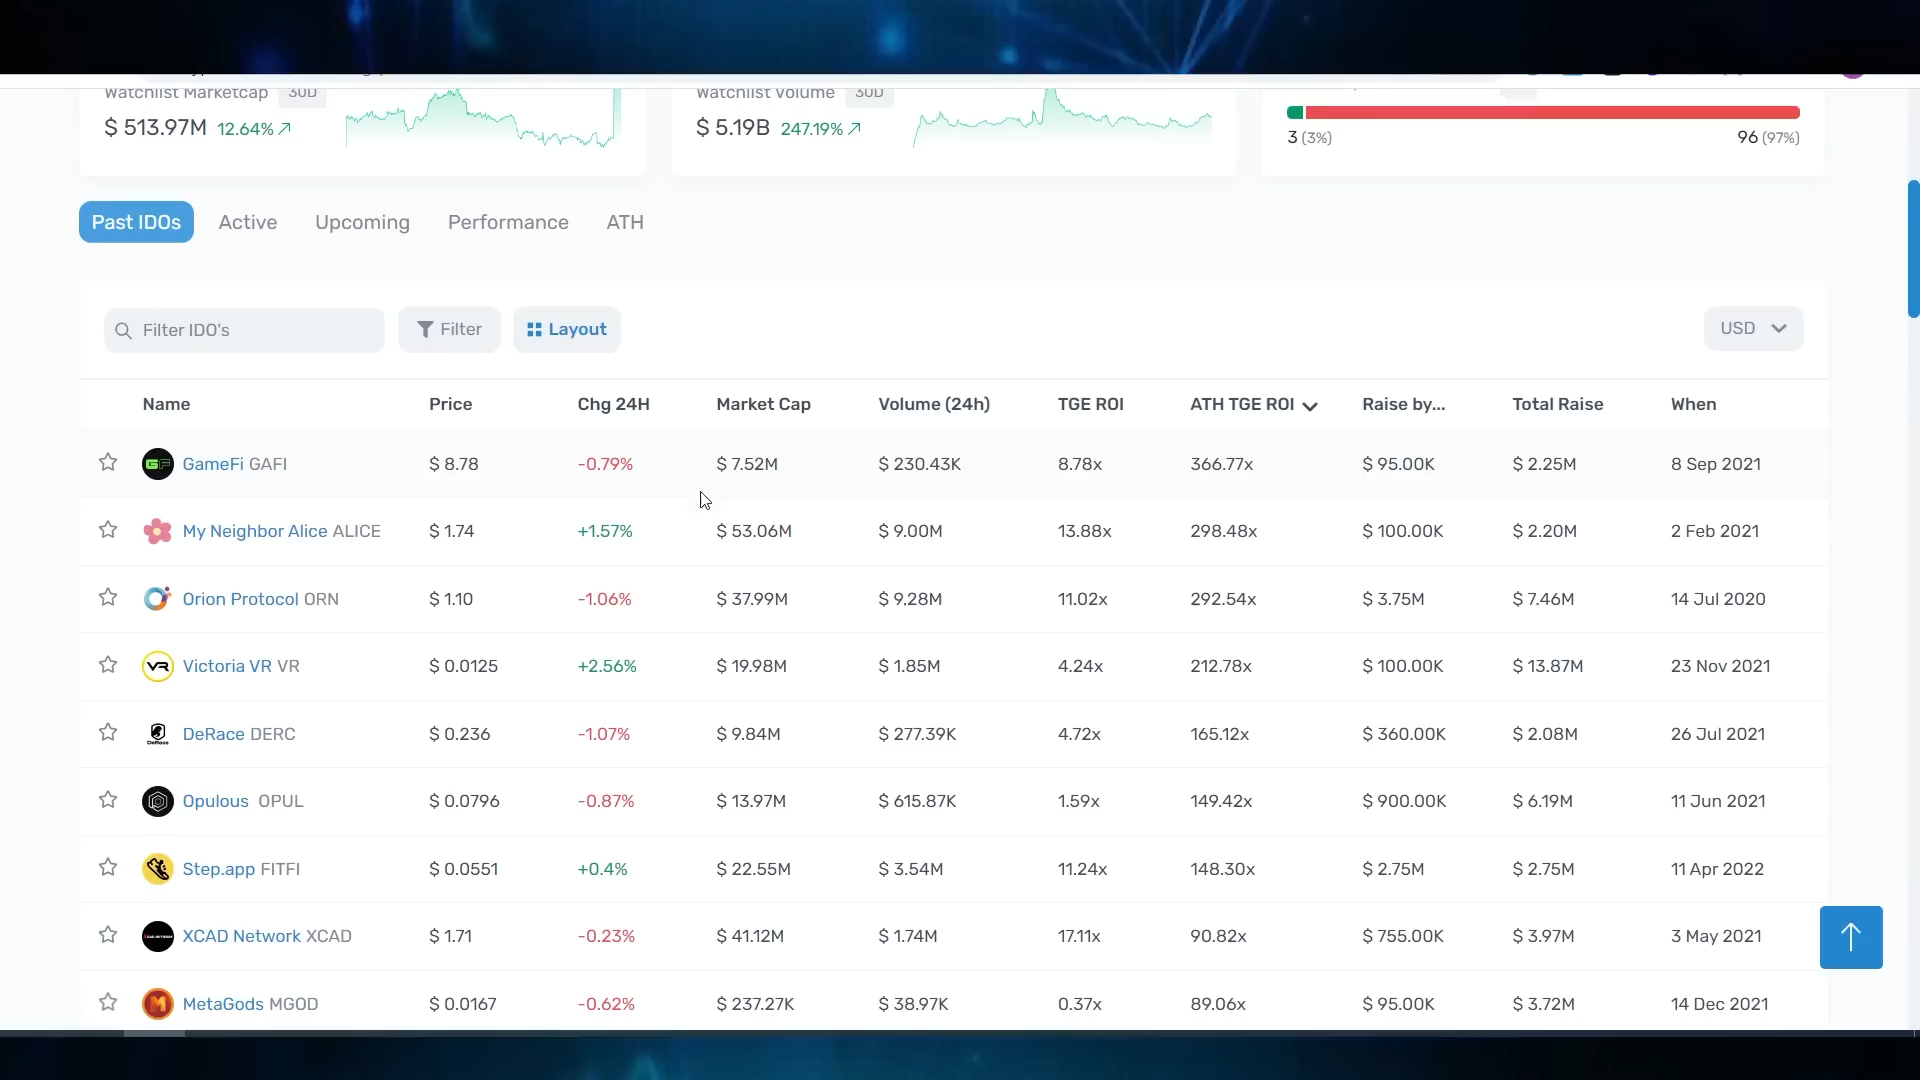 Watchlist Marketcap 30D
$ 513.97M 12.64%
Watchlist Volume 30D
$ 5.19B 247.19%
3 (3%) 96 (97%)
Past IDOs Active Upcoming Performance ATH
Filter IDO's Filter Layout USD
Name Price Chg 24H Market Cap Volume (24h) TGE ROI ATH TGE ROI Raise by... Total Raise When
GF GameFi GAFI $ 8.78 -0.79% $ 7.52M $ 230.43K 8.78x 366.77x $ 95.00K $ 2.25M 8 Sep 2021
My Neighbor Alice ALICE $ 1.74 +1.57% $ 53.06M $ 9.00M 13.88x 298.48x $ 100.00K $ 2.20M 2 Feb 2021
Orion Protocol ORN $ 1.10 -1.06% $ 37.99M $ 9.28M 11.02x 292.54x $ 3.75M $ 7.46M 14 Jul 2020
VR Victoria VR VR $ 0.0125 +2.56% $ 19.98M $ 1.85M 4.24x 212.78x $ 100.00K $ 13.87M 23 Nov 2021
DeRace DeRace DERC $ 0.236 -1.07% $ 9.84M $ 277.39K 4.72x 165.12x $ 360.00K $ 2.08M 26 Jul 2021
Opulous OPUL $ 0.0796 -0.87% $ 13.97M $ 615.87K 1.59x 149.42x $ 900.00K $ 6.19M 11 Jun 2021
Step.app FITFI $ 0.0551 +0.4% $ 22.55M $ 3.54M 11.24x 148.30x $ 2.75M $ 2.75M 11 Apr 2022
XCAD Network XCAD $ 1.71 -0.23% $ 41.12M $ 1.74M 17.11x 90.82x $ 755.00K $ 3.97M 3 May 2021
M MetaGods MGOD $ 0.0167 -0.62% $ 237.27K $ 38.97K 0.37x 89.06x $ 95.00K $ 3.72M 14 Dec 2021